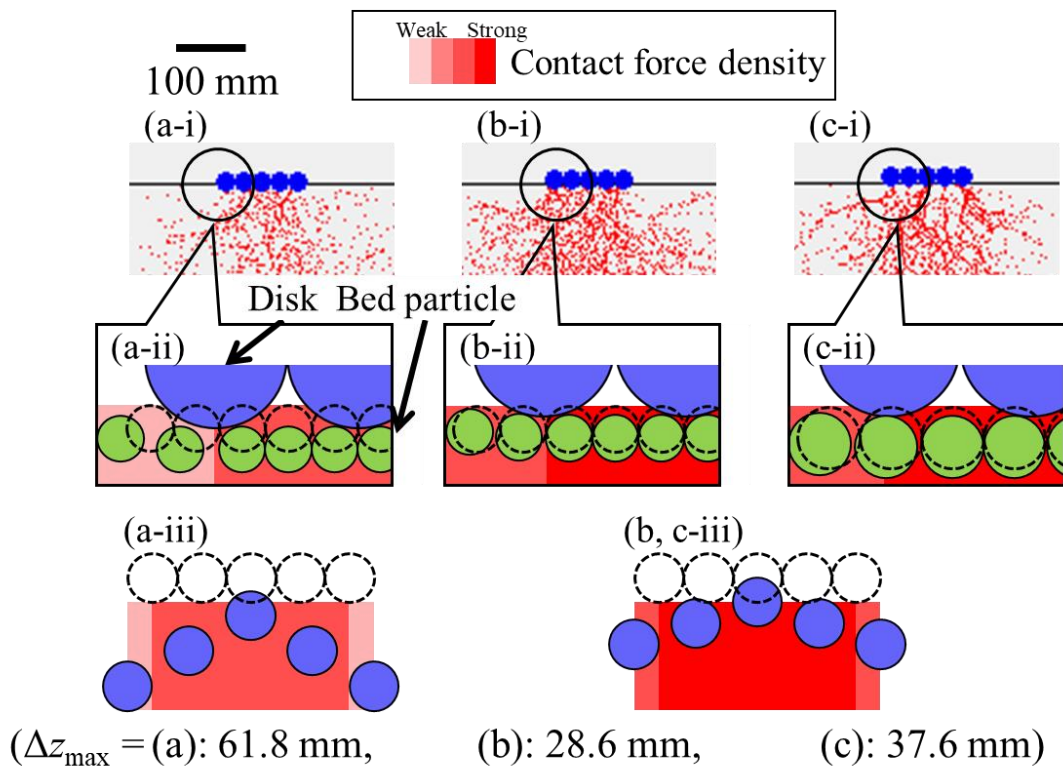 Weak Strong
Contact force density
100 mm
(a-i) (b-i) (c-i)
Disk Bed particle
(a-ii) (b-ii) (c-ii)
(a-iii) (b, c-iii)
(Δzmax = (a): 61.8 mm, (b): 28.6 mm, (c): 37.6 mm)